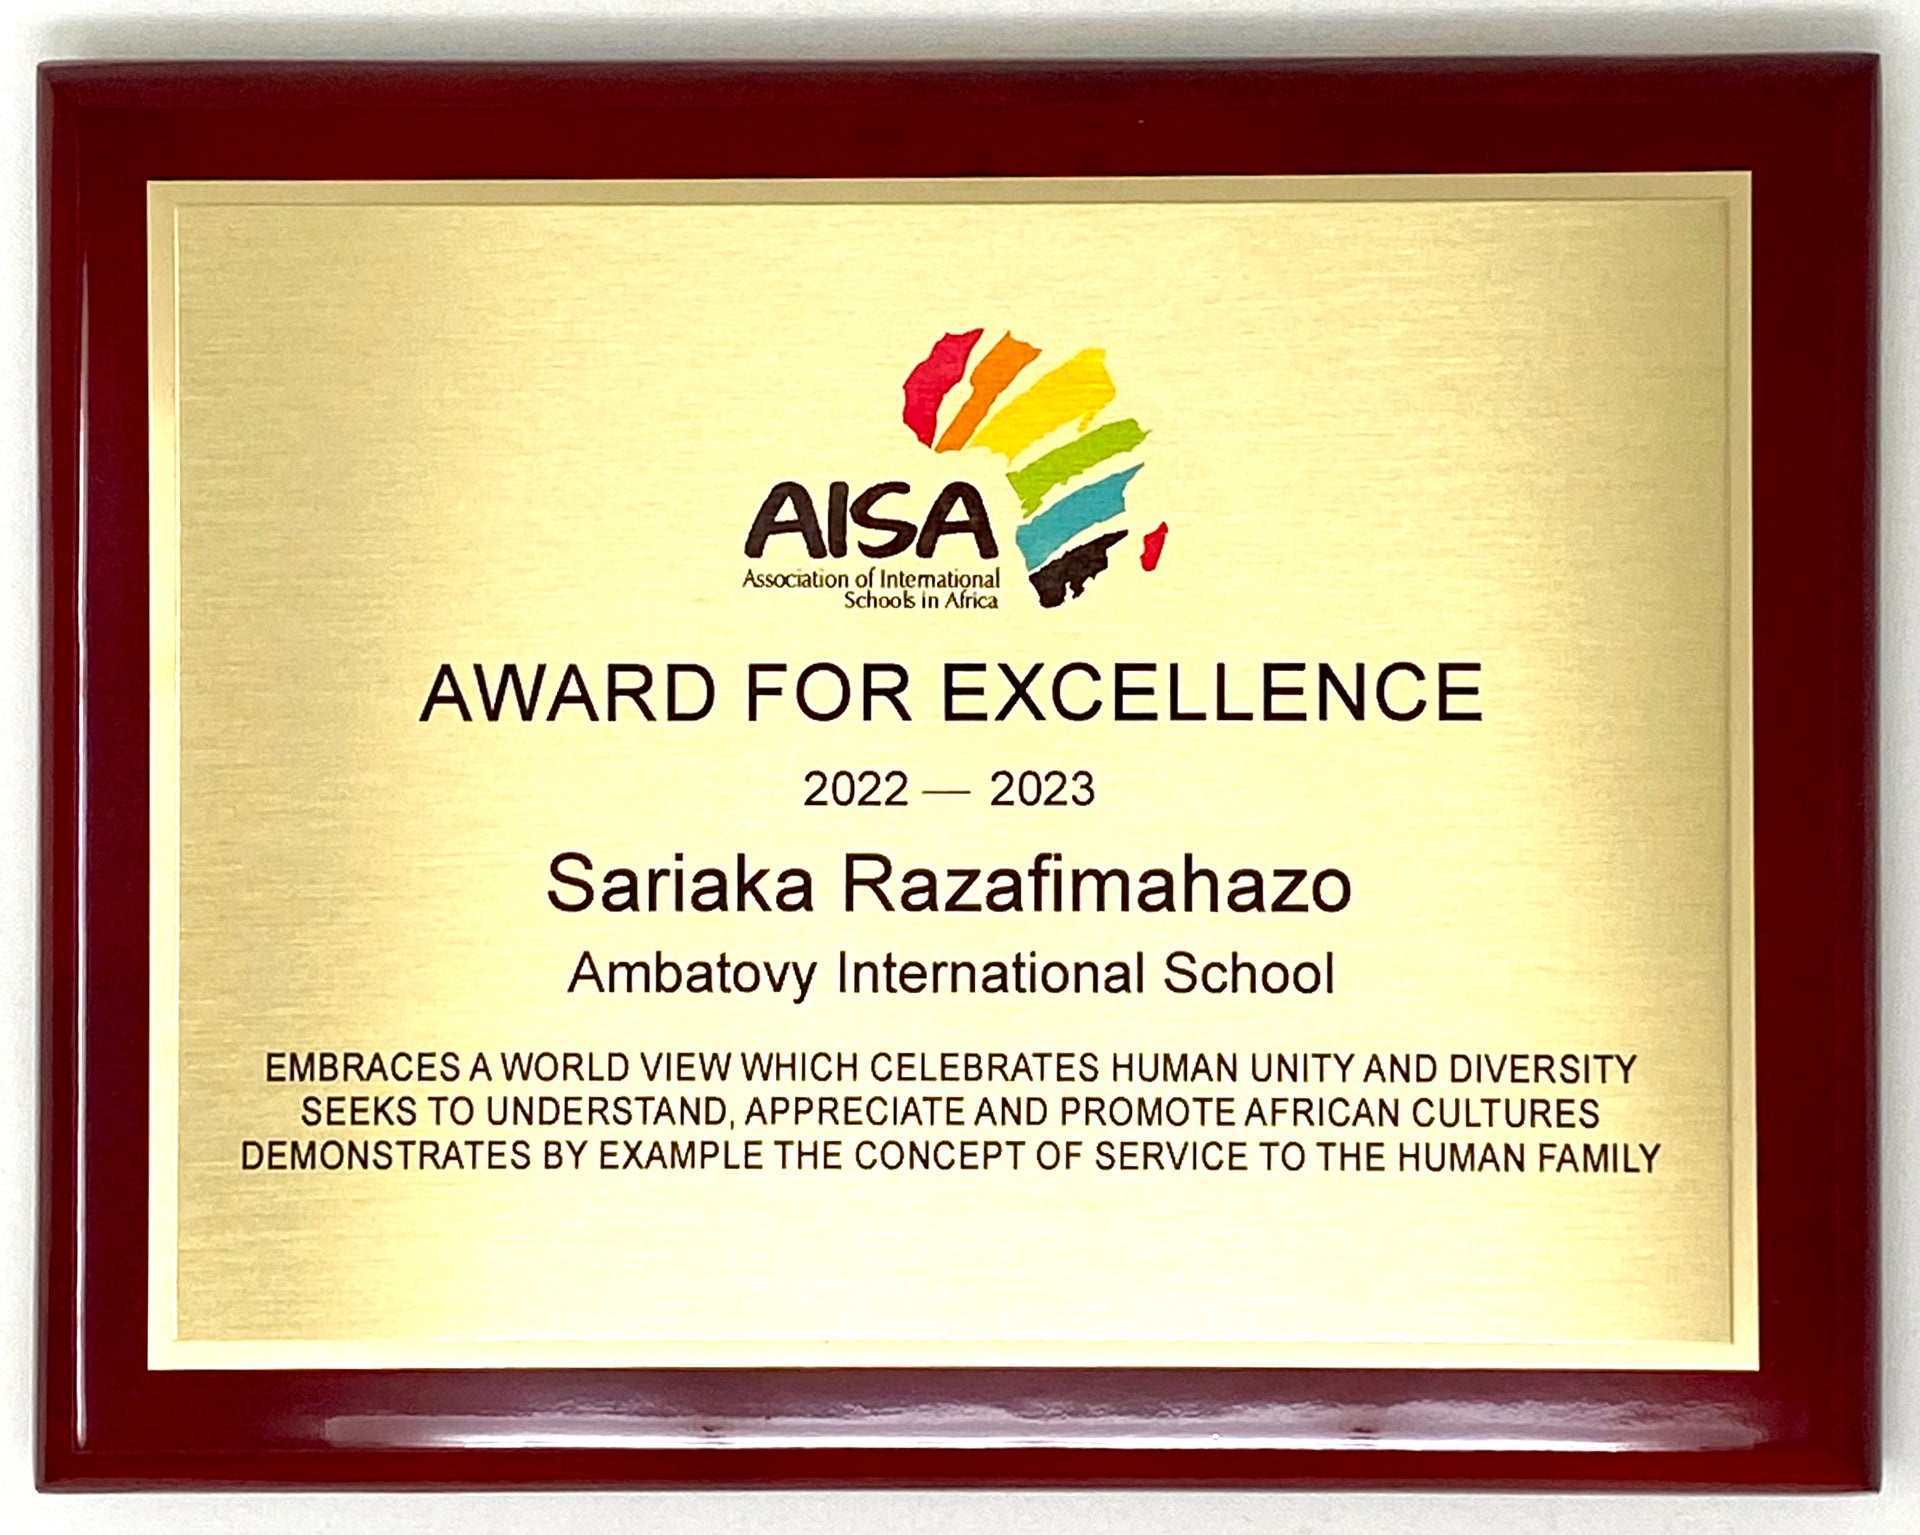 AISA
Association of International
Schools in Africa
AWARD FOR EXCELLENCE
2022 — 2023
Sariaka Razafimahazo
Ambatovy International School
EMBRACES A WORLD VIEW WHICH CELEBRATES HUMAN UNITY AND DIVERSITY
SEEKS TO UNDERSTAND, APPRECIATE AND PROMOTE AFRICAN CULTURES
DEMONSTRATES BY EXAMPLE THE CONCEPT OF SERVICE TO THE HUMAN FAMILY